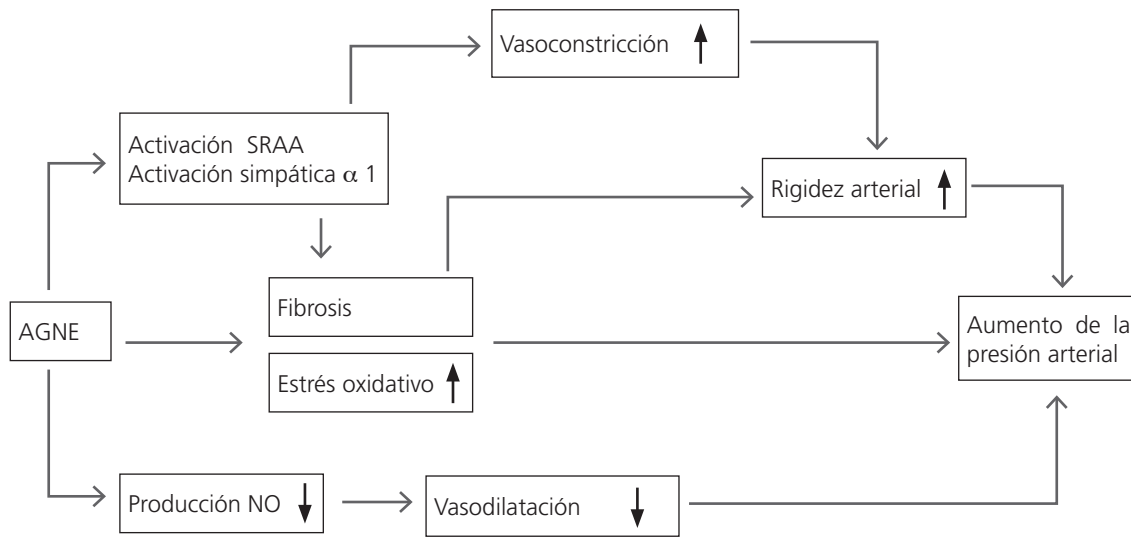 Vasoconstricción
Activación SRAA
Activación simpática α 1
Rigidez arterial
Fibrosis
AGNE
Aumento de la
presión arterial
Estrés oxidativo
Producción NO
Vasodilatación